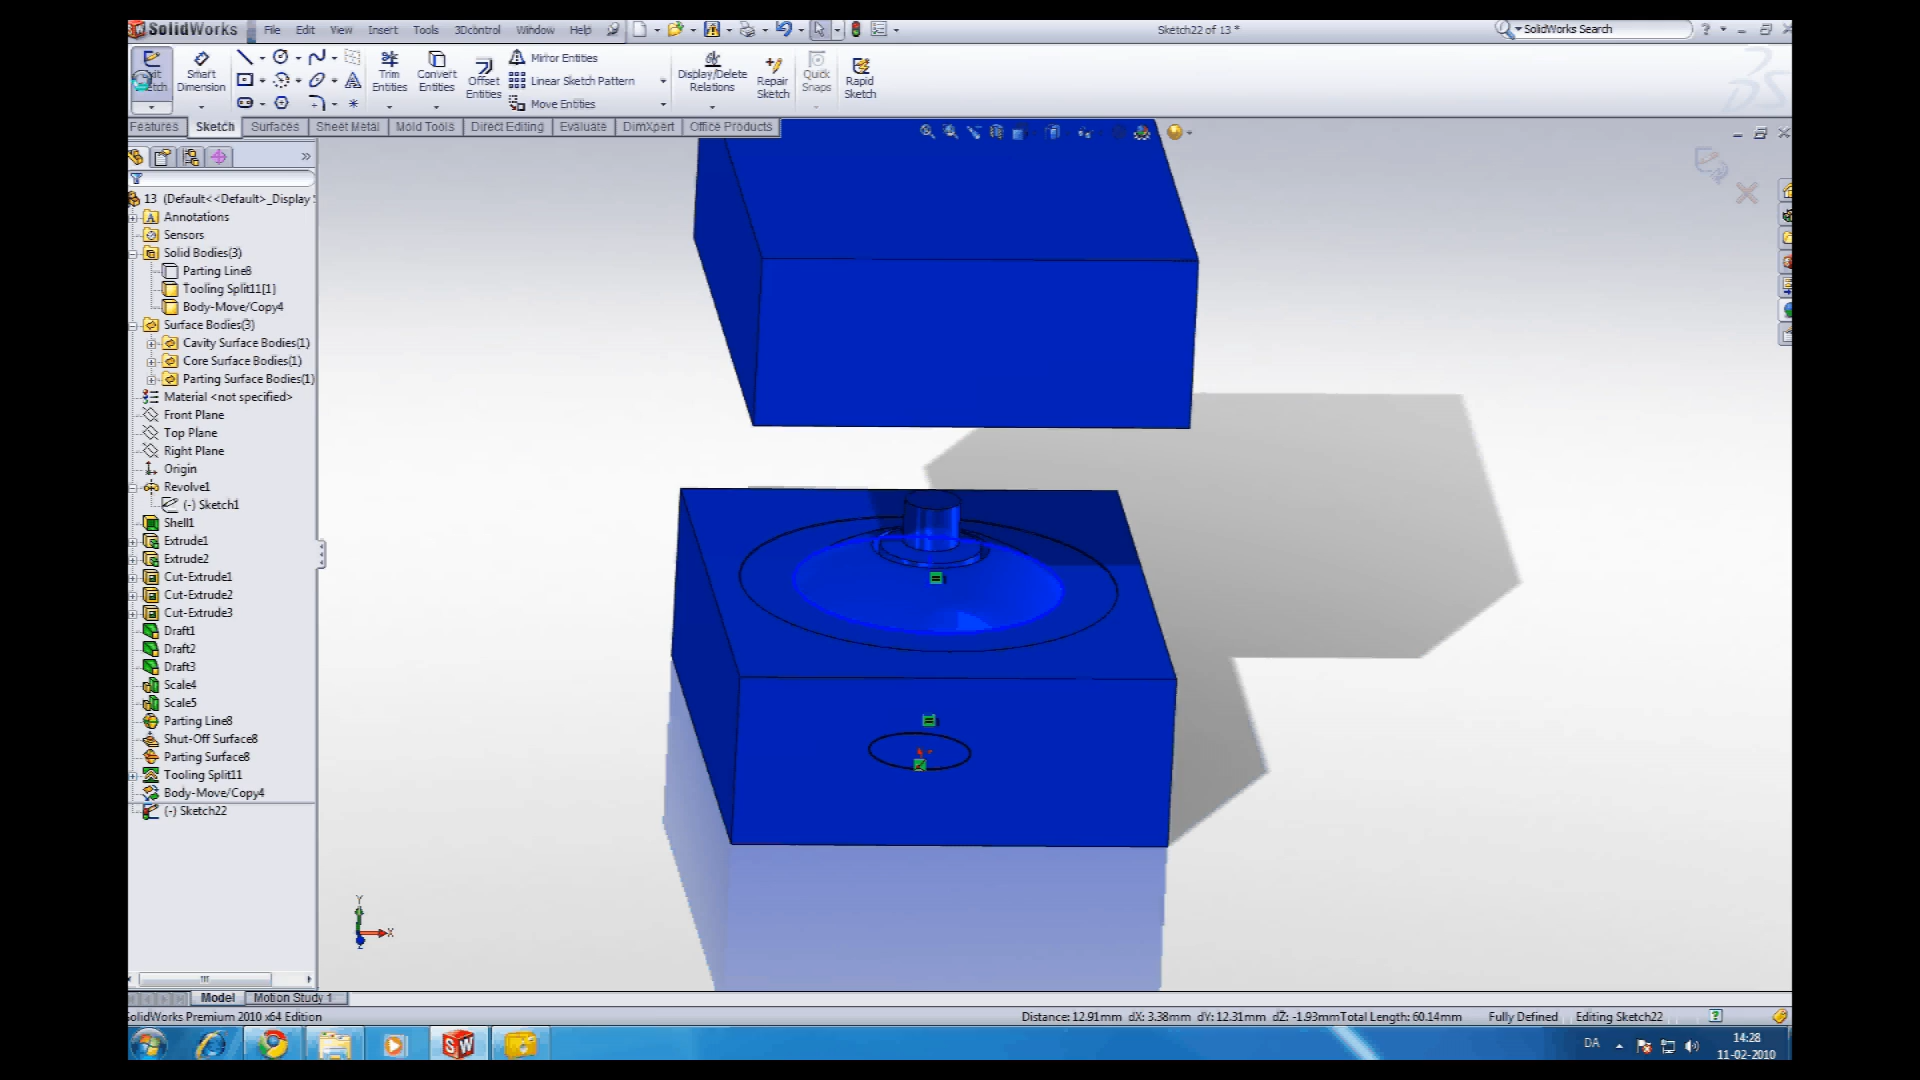 SolidWorks File Edit View Insert Tools 3Dcontrol Window Help Sketch22 of 13 * SolidWorks Search ?
Smart Dimension
Trim Entities
Convert Entities
Offset Entities
Mirror Entities
Linear Sketch Pattern
Move Entities
Display/Delete Relations
Repair Sketch
Quick Snaps
Rapid Sketch
Features Sketch Surfaces Sheet Metal Mold Tools Direct Editing Evaluate DimXpert Office Products
13 (Default<<Default>_Display
Annotations
Sensors
Solid Bodies(3)
Parting Line8
Tooling Split11[1]
Body-Move/Copy4
Surface Bodies(3)
Cavity Surface Bodies(1)
Core Surface Bodies(1)
Parting Surface Bodies(1)
Material <not specified>
Front Plane
Top Plane
Right Plane
Origin
Revolve1
(-) Sketch1
Shell1
Extrude1
Extrude2
Cut-Extrude1
Cut-Extrude2
Cut-Extrude3
Draft1
Draft2
Draft3
Scale4
Scale5
Parting Line8
Shut-Off Surface8
Parting Surface8
Tooling Split11
Body-Move/Copy4
(-) Sketch22
Y
X
Z
Model Motion Study 1
SolidWorks Premium 2010 x64 Edition Distance: 12.91mm dX: 3.38mm dY: 12.31mm dZ: -1.93mm Total Length: 60.14mm Fully Defined Editing Sketch22
DA 14:28
11-02-2010